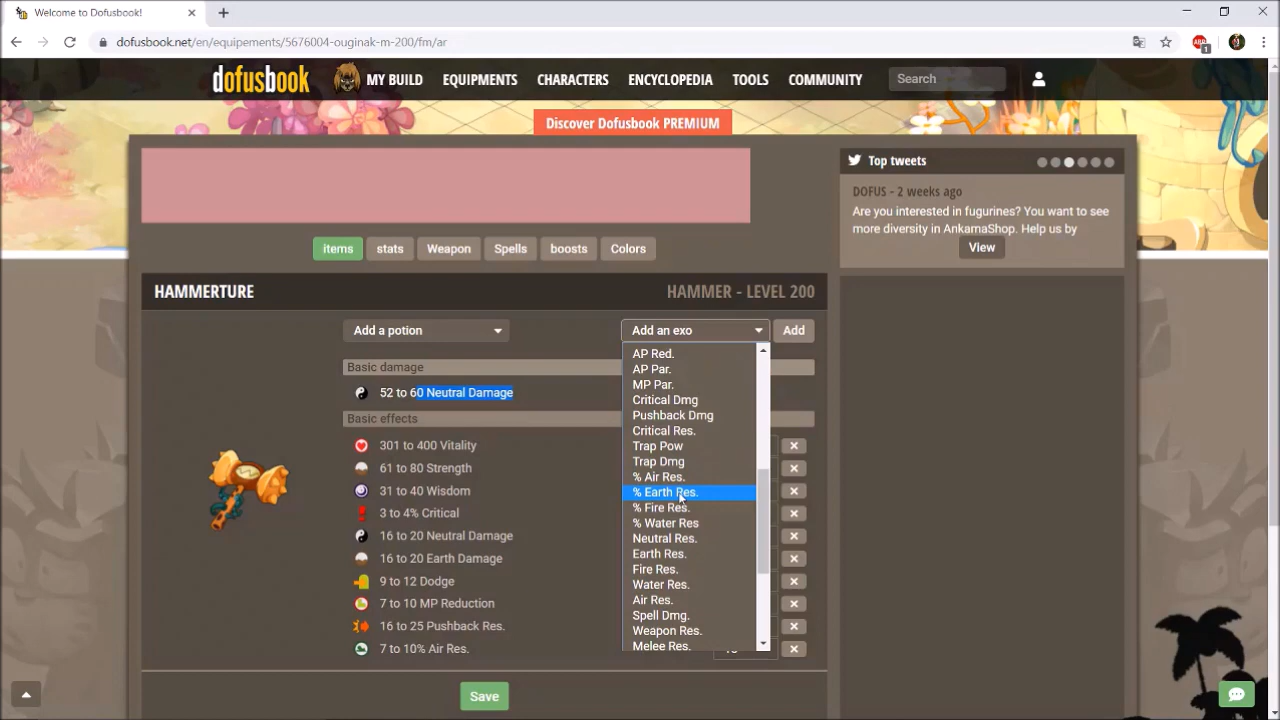 Welcome to Dofusbook!
dofusbook.net/en/equipements/5676004-ouginak-m-200/fm/ar
1
dofusbook MY BUILD EQUIPMENTS CHARACTERS ENCYCLOPEDIA TOOLS COMMUNITY Search
Discover Dofusbook PREMIUM
Top tweets
DOFUS - 2 weeks ago
Are you interested in fugurines? You want to
see more diversity in AnkamaShop. Help us by
View
items stats Weapon Spells boosts Colors
HAMMERTURE HAMMER - LEVEL 200
Add a potion Add an exo Add
Basic damage
52 to 60 Neutral Damage
Basic effects
301 to 400 Vitality
61 to 80 Strength
31 to 40 Wisdom
3 to 4% Critical
16 to 20 Neutral Damage
16 to 20 Earth Damage
9 to 12 Dodge
7 to 10 MP Reduction
16 to 25 Pushback Res.
7 to 10% Air Res.
AP Red.
AP Par.
MP Par.
Critical Dmg
Pushback Dmg
Critical Res.
Trap Pow
Trap Dmg
% Air Res.
% Earth Res.
% Fire Res.
% Water Res
Neutral Res.
Earth Res.
Fire Res.
Water Res.
Air Res.
Spell Dmg.
Weapon Res.
Melee Res.
Save